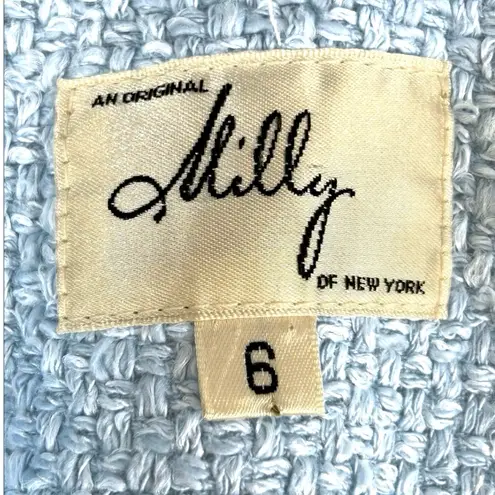 AN ORIGINAL
Milly
OF NEW YORK
6